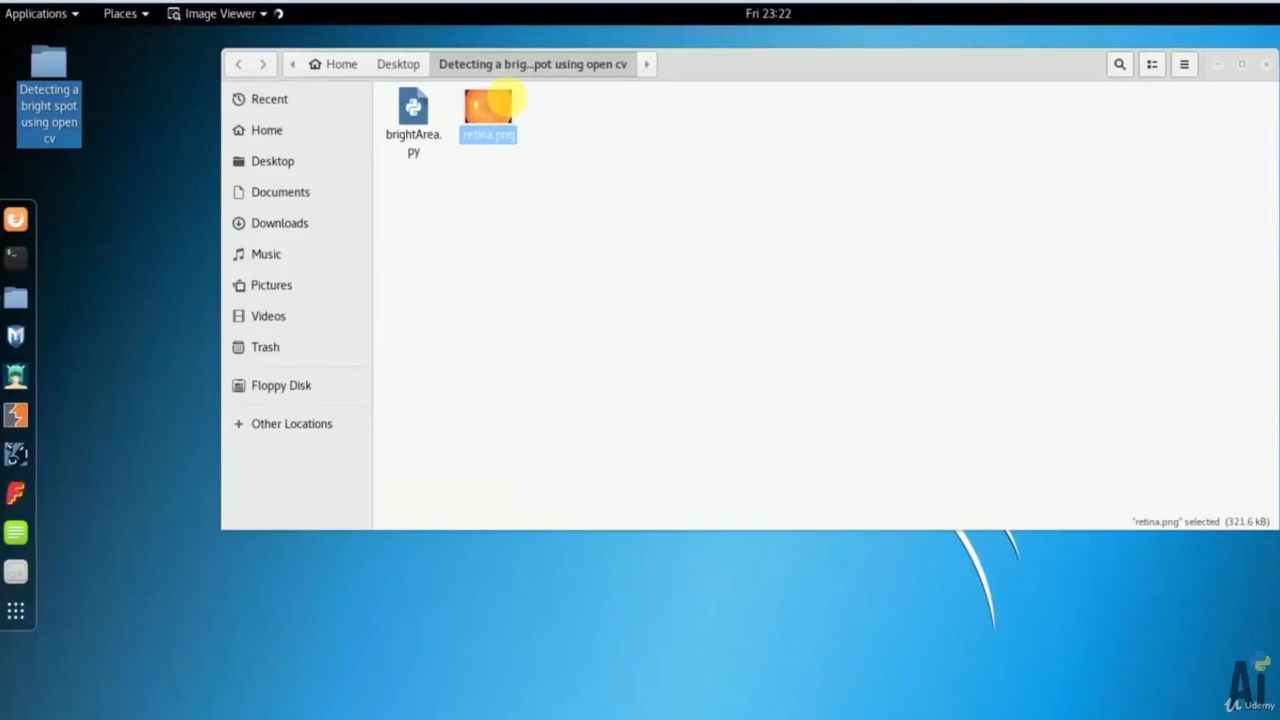 Applications
Places
Image Viewer
Fri 23:22
Detecting a
bright spot
using open
cv
Home
Desktop
Detecting a brig...pot using open cv
Recent
Home
Desktop
Documents
Downloads
Music
Pictures
Videos
Trash
Floppy Disk
+ Other Locations
brightArea.
py
retina.png
"retina.png" selected (321.6 kB)
Ai
Udemy